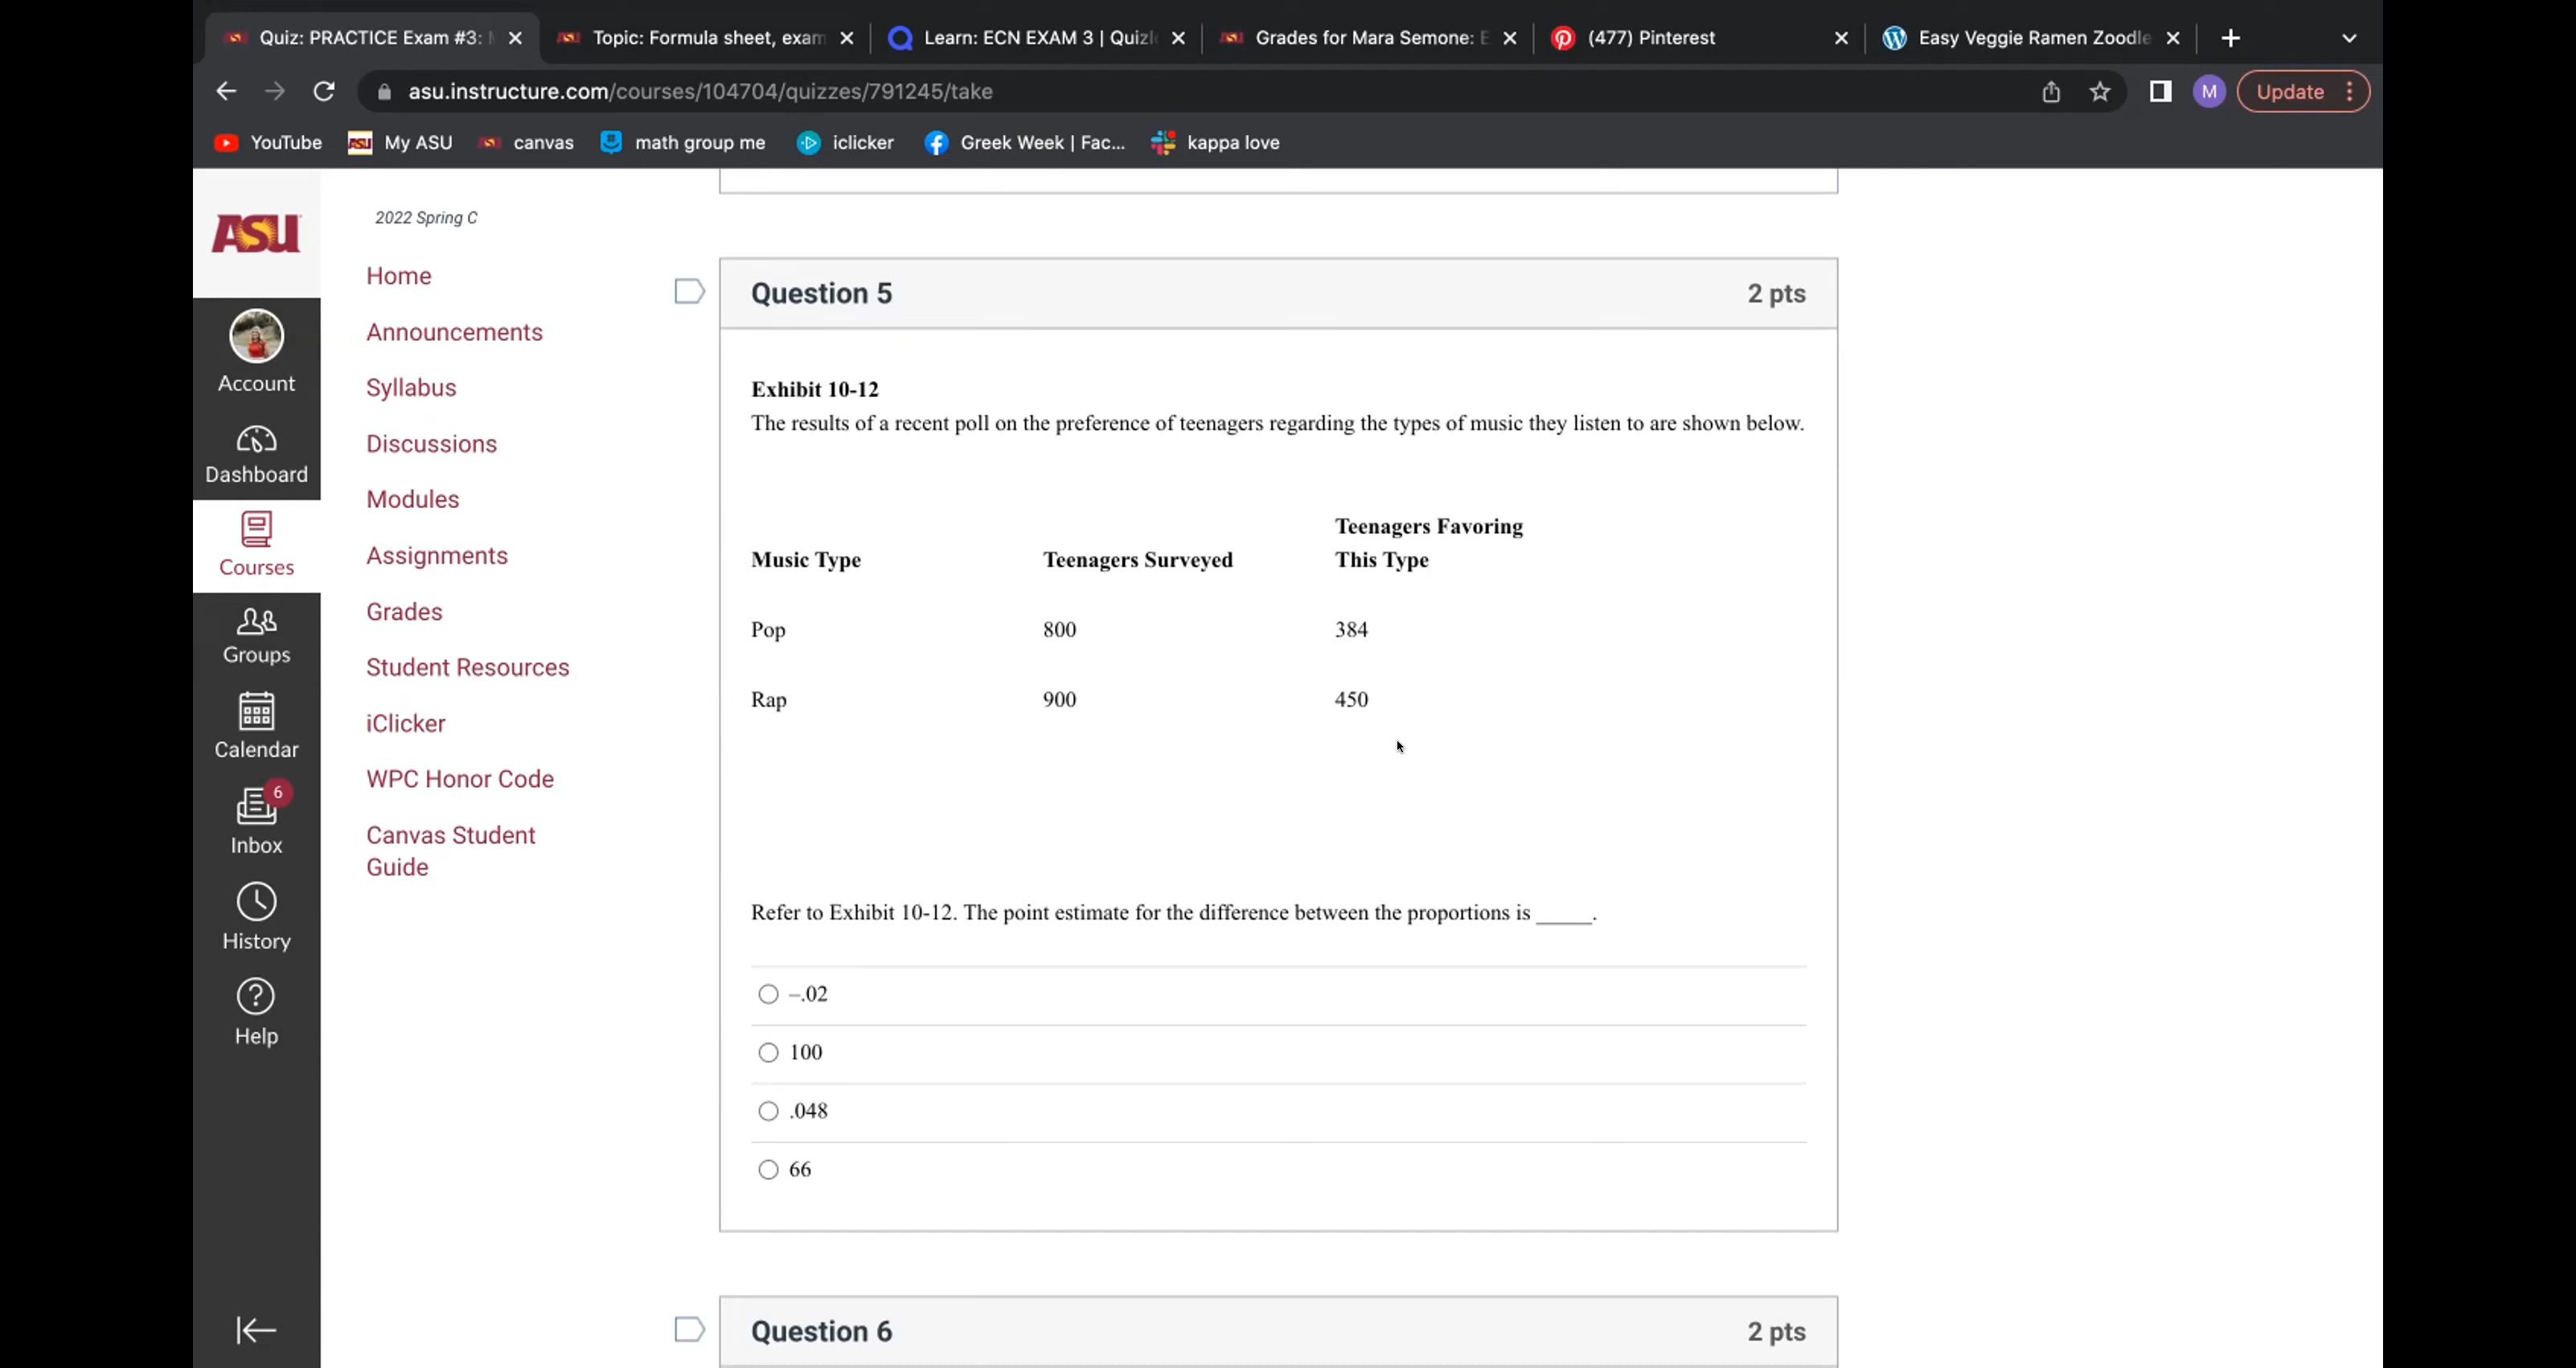 Quiz: PRACTICE Exam #3:
Topic: Formula sheet, exam
Learn: ECN EXAM 3 | Quizl
Grades for Mara Semone: E
(477) Pinterest
Easy Veggie Ramen Zoodle
asu.instructure.com/courses/104704/quizzes/791245/take
M
Update
YouTube
My ASU
canvas
math group me
iclicker
Greek Week | Fac...
kappa love
ASU
Account
Dashboard
Courses
Groups
Calendar
6
Inbox
History
Help
2022 Spring C
Home
Announcements
Syllabus
Discussions
Modules
Assignments
Grades
Student Resources
iClicker
WPC Honor Code
Canvas Student
Guide
Question 5 2 pts
Exhibit 10-12
The results of a recent poll on the preference of teenagers regarding the types of music they listen to are shown below.
Teenagers Favoring
Music Type Teenagers Surveyed This Type
Pop 800 384
Rap 900 450
Refer to Exhibit 10-12. The point estimate for the difference between the proportions is _____.
–.02
100
.048
66
Question 6 2 pts